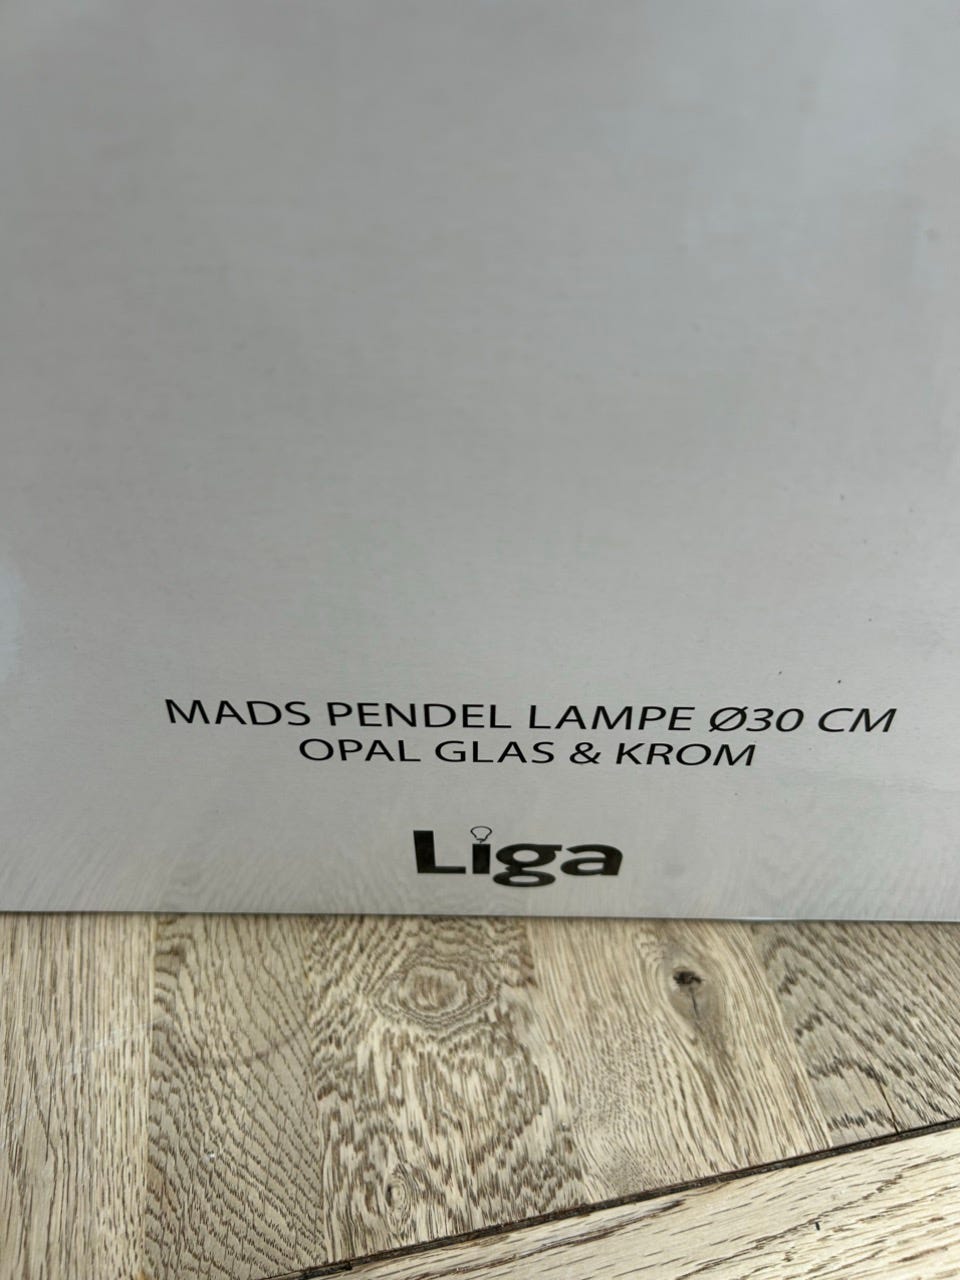 MADS PENDEL LAMPE Ø30 CM
OPAL GLAS & KROM
Liga